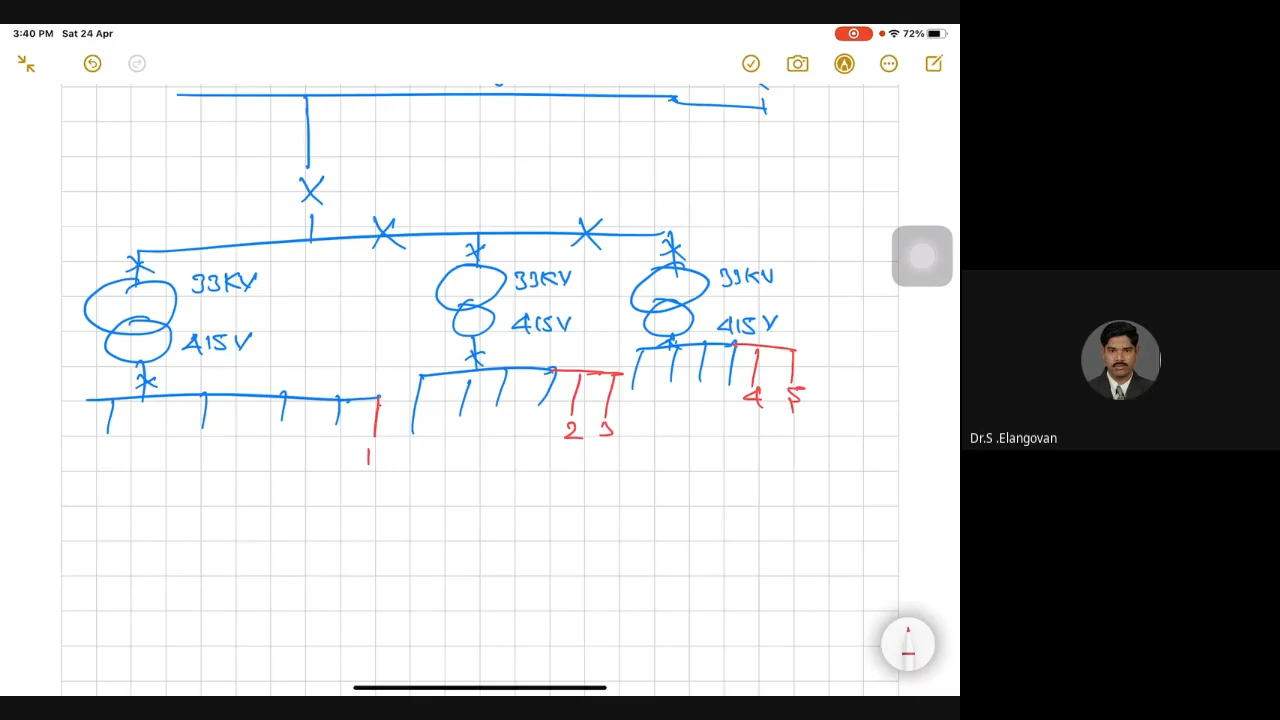 3:40 PM Sat 24 Apr
72%
33KV
415V
33KV
415V
33KV
415V
1
2 3
4 5
Dr.S .Elangovan